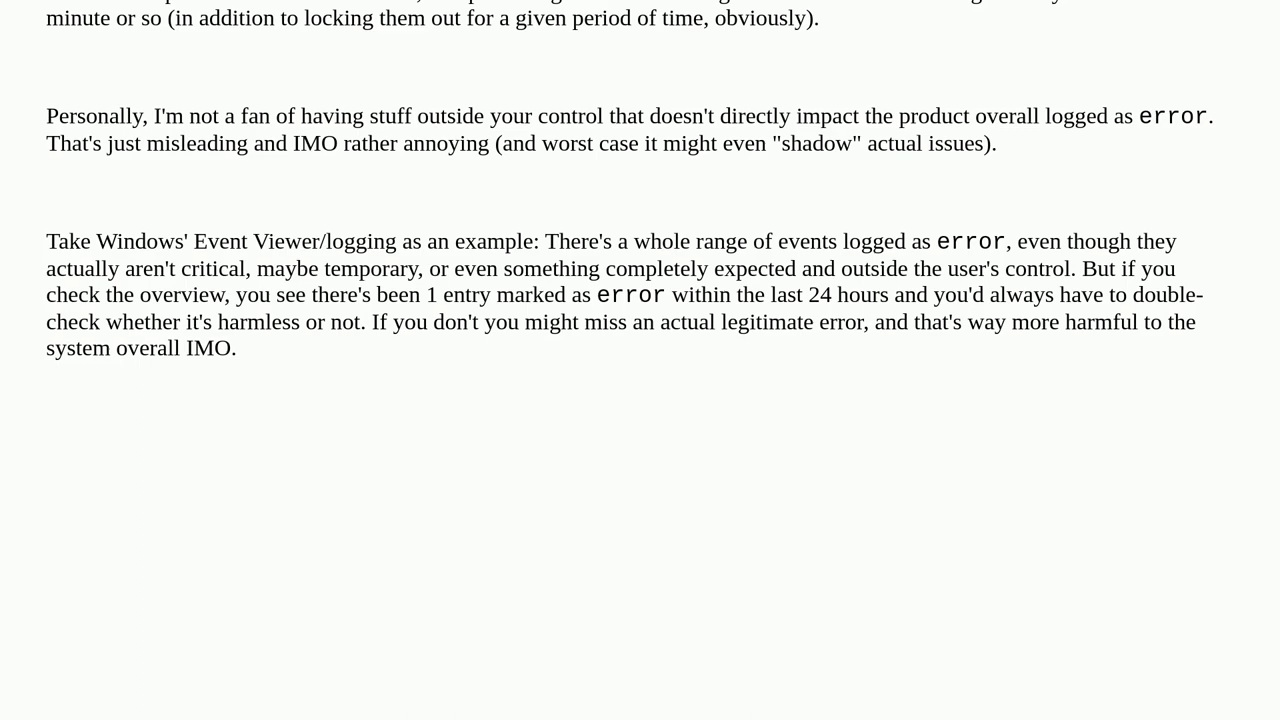 minute or so (in addition to locking them out for a given period of time, obviously).
Personally, I'm not a fan of having stuff outside your control that doesn't directly impact the product overall logged as error.
That's just misleading and IMO rather annoying (and worst case it might even "shadow" actual issues).
Take Windows' Event Viewer/logging as an example: There's a whole range of events logged as error, even though they
actually aren't critical, maybe temporary, or even something completely expected and outside the user's control. But if you
check the overview, you see there's been 1 entry marked as error within the last 24 hours and you'd always have to double-
check whether it's harmless or not. If you don't you might miss an actual legitimate error, and that's way more harmful to the
system overall IMO.